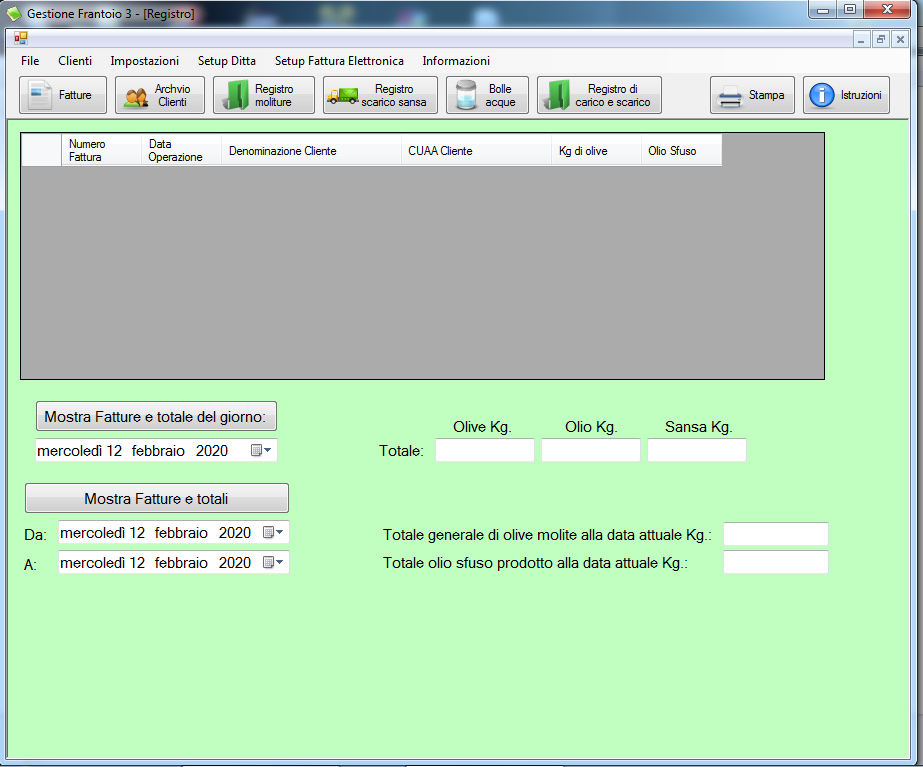 Gestione Frantoio 3 - [Registro]
File Clienti Impostazioni Setup Ditta Setup Fattura Elettronica Informazioni
Fatture
Archvio
Clienti
Registro
moliture
Registro
scarico sansa
Bolle
acque
Registro di
carico e scarico
Stampa
Istruzioni
Numero
Fattura
Data
Operazione
Denominazione Cliente
CUAA Cliente
Kg di olive
Olio Sfuso
Mostra Fatture e totale del giorno:
mercoledì 12 febbraio 2020
Olive Kg. Olio Kg. Sansa Kg.
Totale:
Mostra Fatture e totali
Da: mercoledì 12 febbraio 2020
A: mercoledì 12 febbraio 2020
Totale generale di olive molite alla data attuale Kg.:
Totale olio sfuso prodotto alla data attuale Kg.: